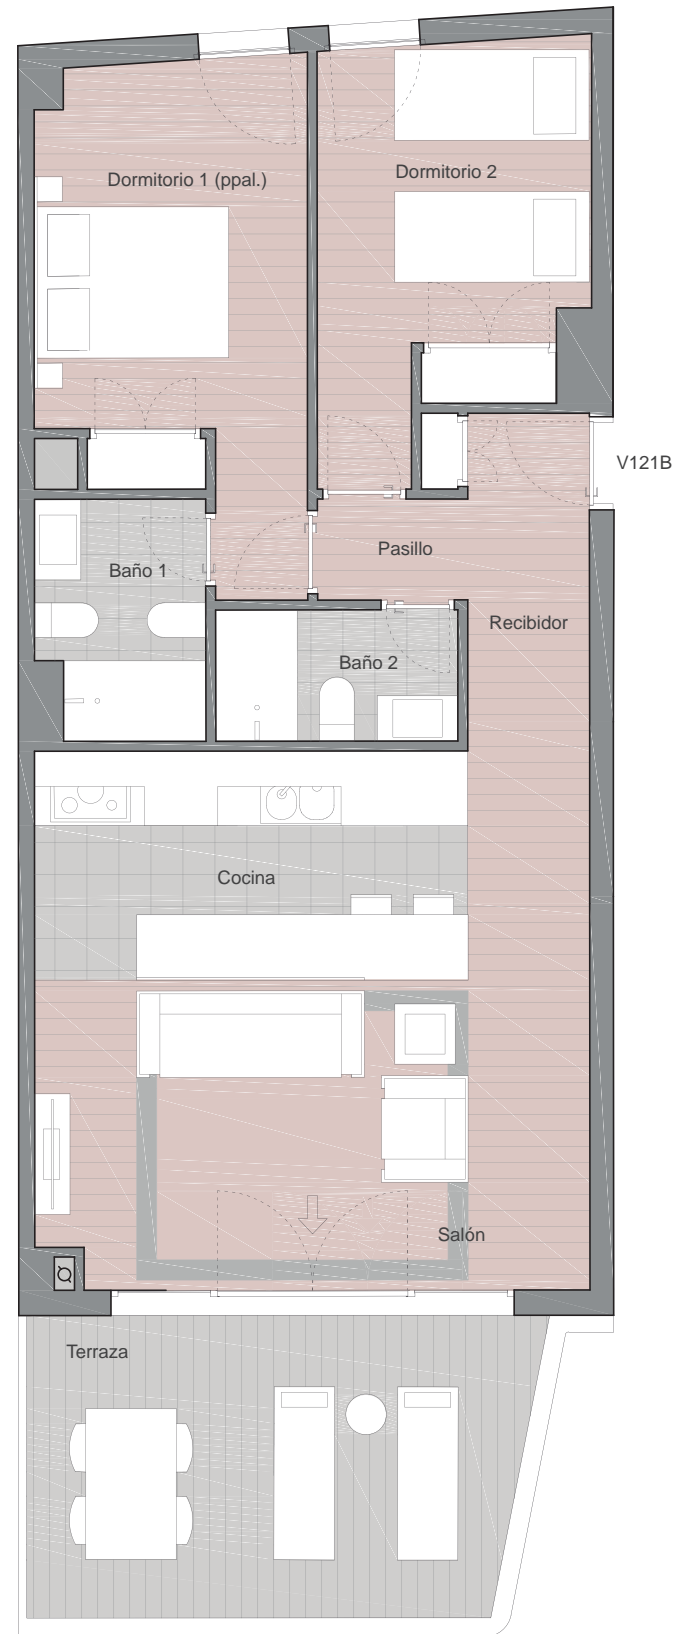 Dormitorio 1 (ppal.)
Dormitorio 2
V121B
Pasillo
Baño 1
Recibidor
Baño 2
Cocina
Salón
Terraza